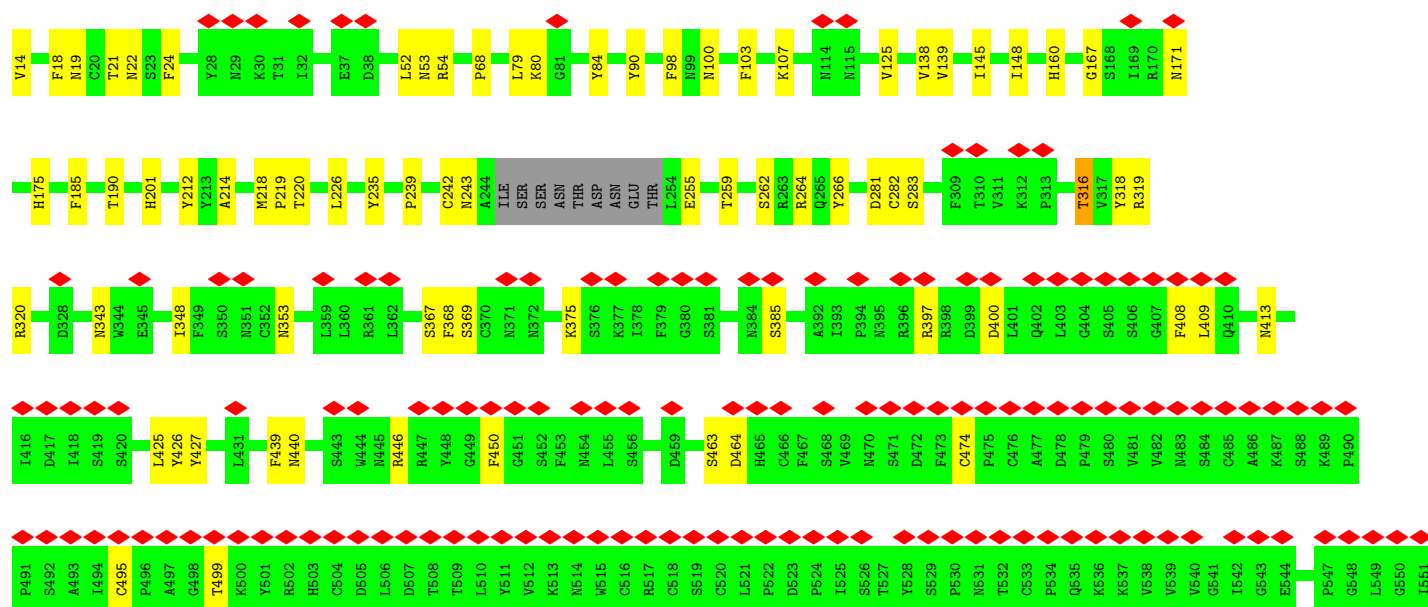 V14 F18 N19 C20 T21 N22 S23 F24 Y28 N29 K30 T31 I32 E37 D38 L52 N53 R54 P68 L79 K80 G81 Y84 Y90 F98 N99 N100 F103 K107 N114 N115 V125 V138 V139 I145 I148 H160 G167 S168 I169 R170 N171
H175 F185 T190 H201 Y212 Y213 A214 M218 P219 T220 L226 Y235 P239 C242 N243 A244 ILE SER SER ASN THR ASP ASN GLU THR L254 E255 T259 S262 R263 R264 Q265 Y266 D281 C282 S283 F309 T310 V311 K312 P313 T316 V317 Y318 R319
R320 D328 N343 W344 E345 I348 F349 S350 N351 C352 N353 L359 L360 R361 L362 S367 F368 S369 C370 N371 N372 K375 S376 K377 I378 F379 G380 S381 N384 S385 A392 I393 P394 N395 R396 R397 R398 D399 D400 L401 Q402 L403 G404 S405 S406 G407 F408 L409 Q410 N413
I416 D417 I418 S419 S420 L425 Y426 Y427 L431 F439 N440 S443 W444 N445 R446 R447 Y448 G449 F450 G451 S452 F453 N454 L455 S456 D459 S463 D464 H465 C466 F467 S468 V469 N470 S471 D472 F473 C474 P475 C476 A477 D478 P479 S480 V481 V482 N483 S484 C485 A486 K487 S488 K489 P490
P491 S492 A493 I494 C495 P496 A497 G498 T499 K500 Y501 R502 H503 C504 D505 L506 D507 T508 T509 L510 Y511 V512 K513 N514 W515 C516 R517 C518 S519 C520 L521 P522 D523 P524 I525 S526 T527 Y528 S529 P530 N531 T532 C533 P534 Q535 K536 K537 V538 V539 V540 G541 I542 G543 E544 P547 G548 L549 G550 L551